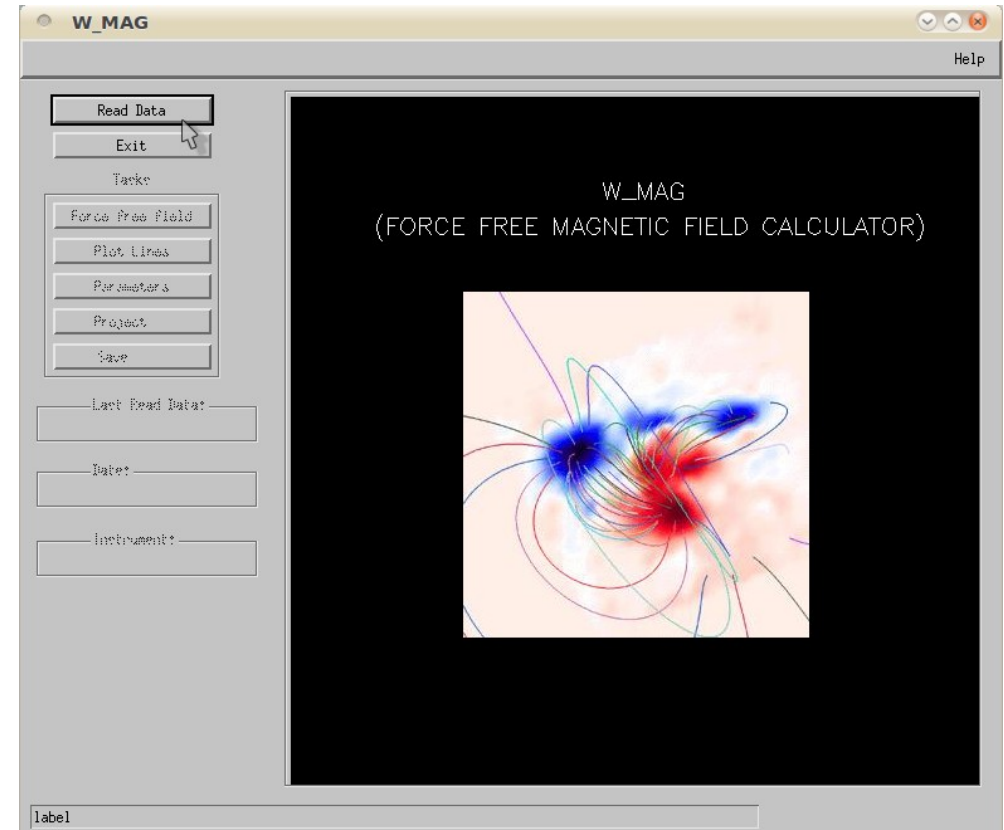 W_MAG
Help
Read Data
Exit
Tasks
Force Free Field
Plot Lines
Parameters
Project
Save
Last Read Data:
Date:
Instrument:
W_MAG
(FORCE FREE MAGNETIC FIELD CALCULATOR)
label